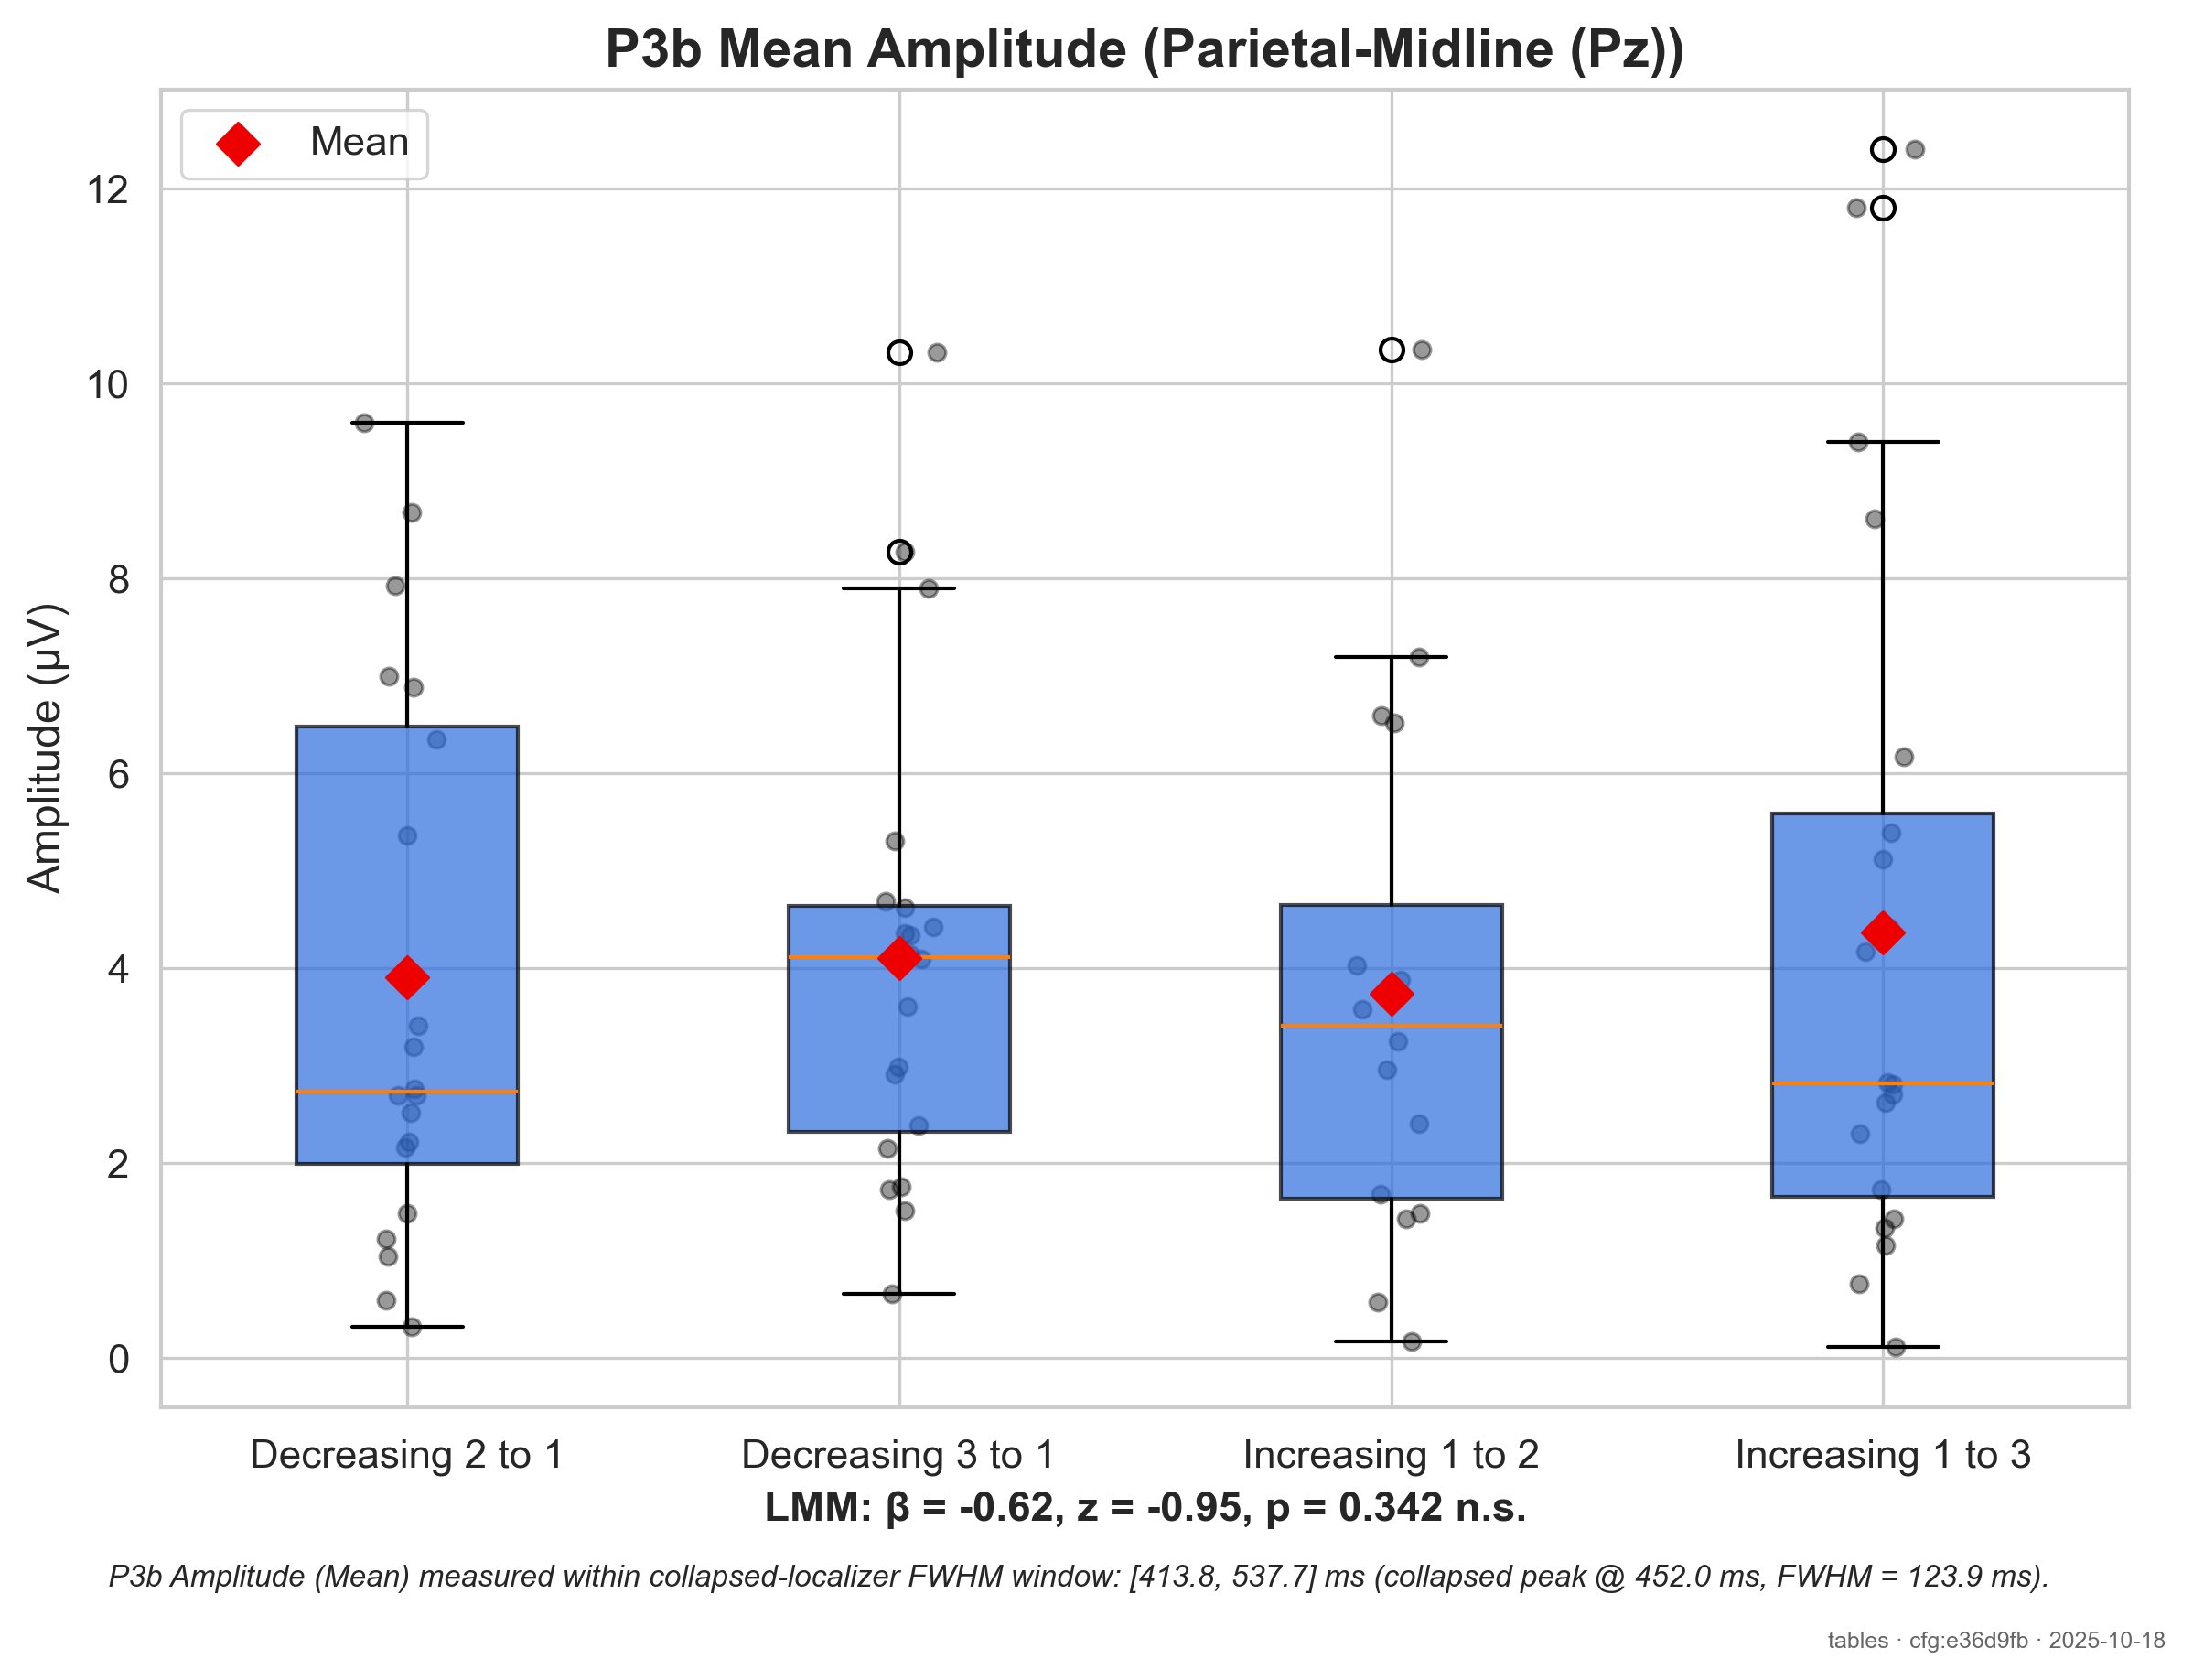 P3b Mean Amplitude (Parietal-Midline (Pz))
Mean
Amplitude (µV)
12
10
8
6
4
2
0
Decreasing 2 to 1
Decreasing 3 to 1
Increasing 1 to 2
Increasing 1 to 3
LMM: β = -0.62, z = -0.95, p = 0.342 n.s.
P3b Amplitude (Mean) measured within collapsed-localizer FWHM window: [413.8, 537.7] ms (collapsed peak @ 452.0 ms, FWHM = 123.9 ms).
tables · cfg:e36d9fb · 2025-10-18